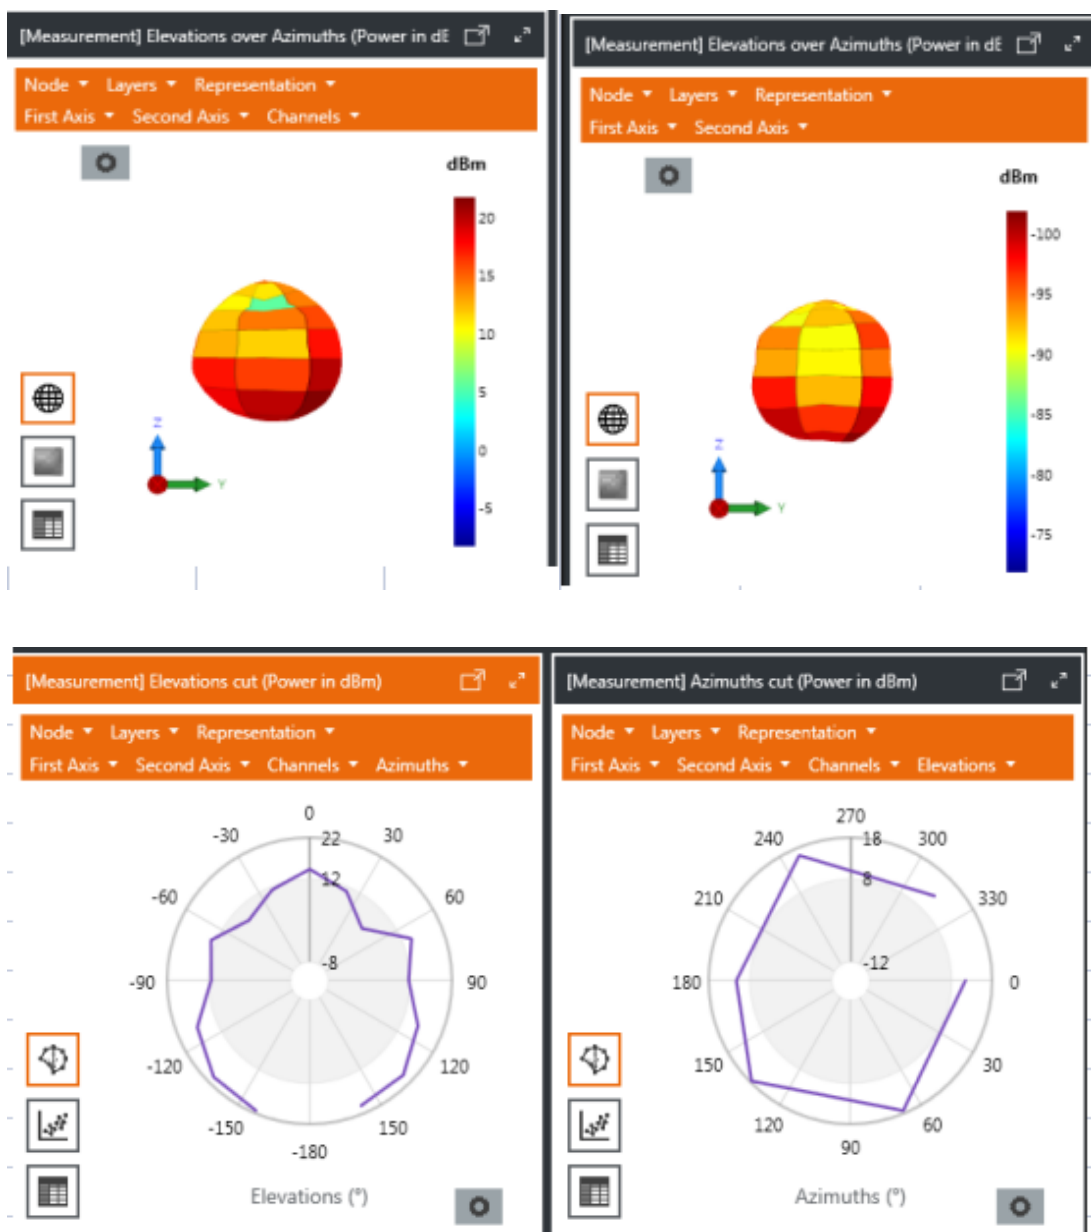 [Measurement] Elevations over Azimuths (Power in dE
Node Layers Representation
First Axis Second Axis Channels
dBm
20
15
10
5
0
-5
Z
Y
[Measurement] Elevations over Azimuths (Power in dE
Node Layers Representation
First Axis Second Axis
dBm
-100
-95
-90
-85
-80
-75
Z
Y
[Measurement] Elevations cut (Power in dBm)
Node Layers Representation
First Axis Second Axis Channels Azimuths
0
-30 22 30
12
-60 60
-8
-90 90
-120 120
-150 150
-180
Elevations (°)
[Measurement] Azimuths cut (Power in dBm)
Node Layers Representation
First Axis Second Axis Channels Elevations
270
240 18 300
8
210 330
-12
180 0
150 30
120 60
90
Azimuths (°)